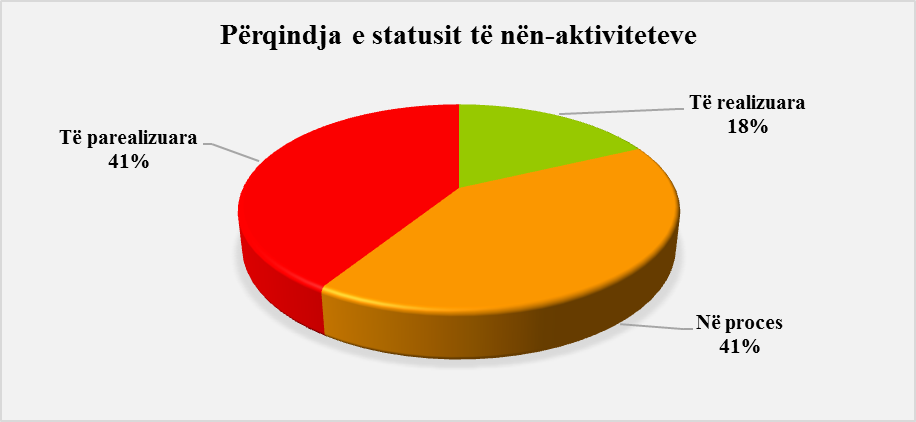 Përqindja e statusit të nën-aktiviteteve
Të realizuara
18%
Të parealizuara
41%
Në proces
41%